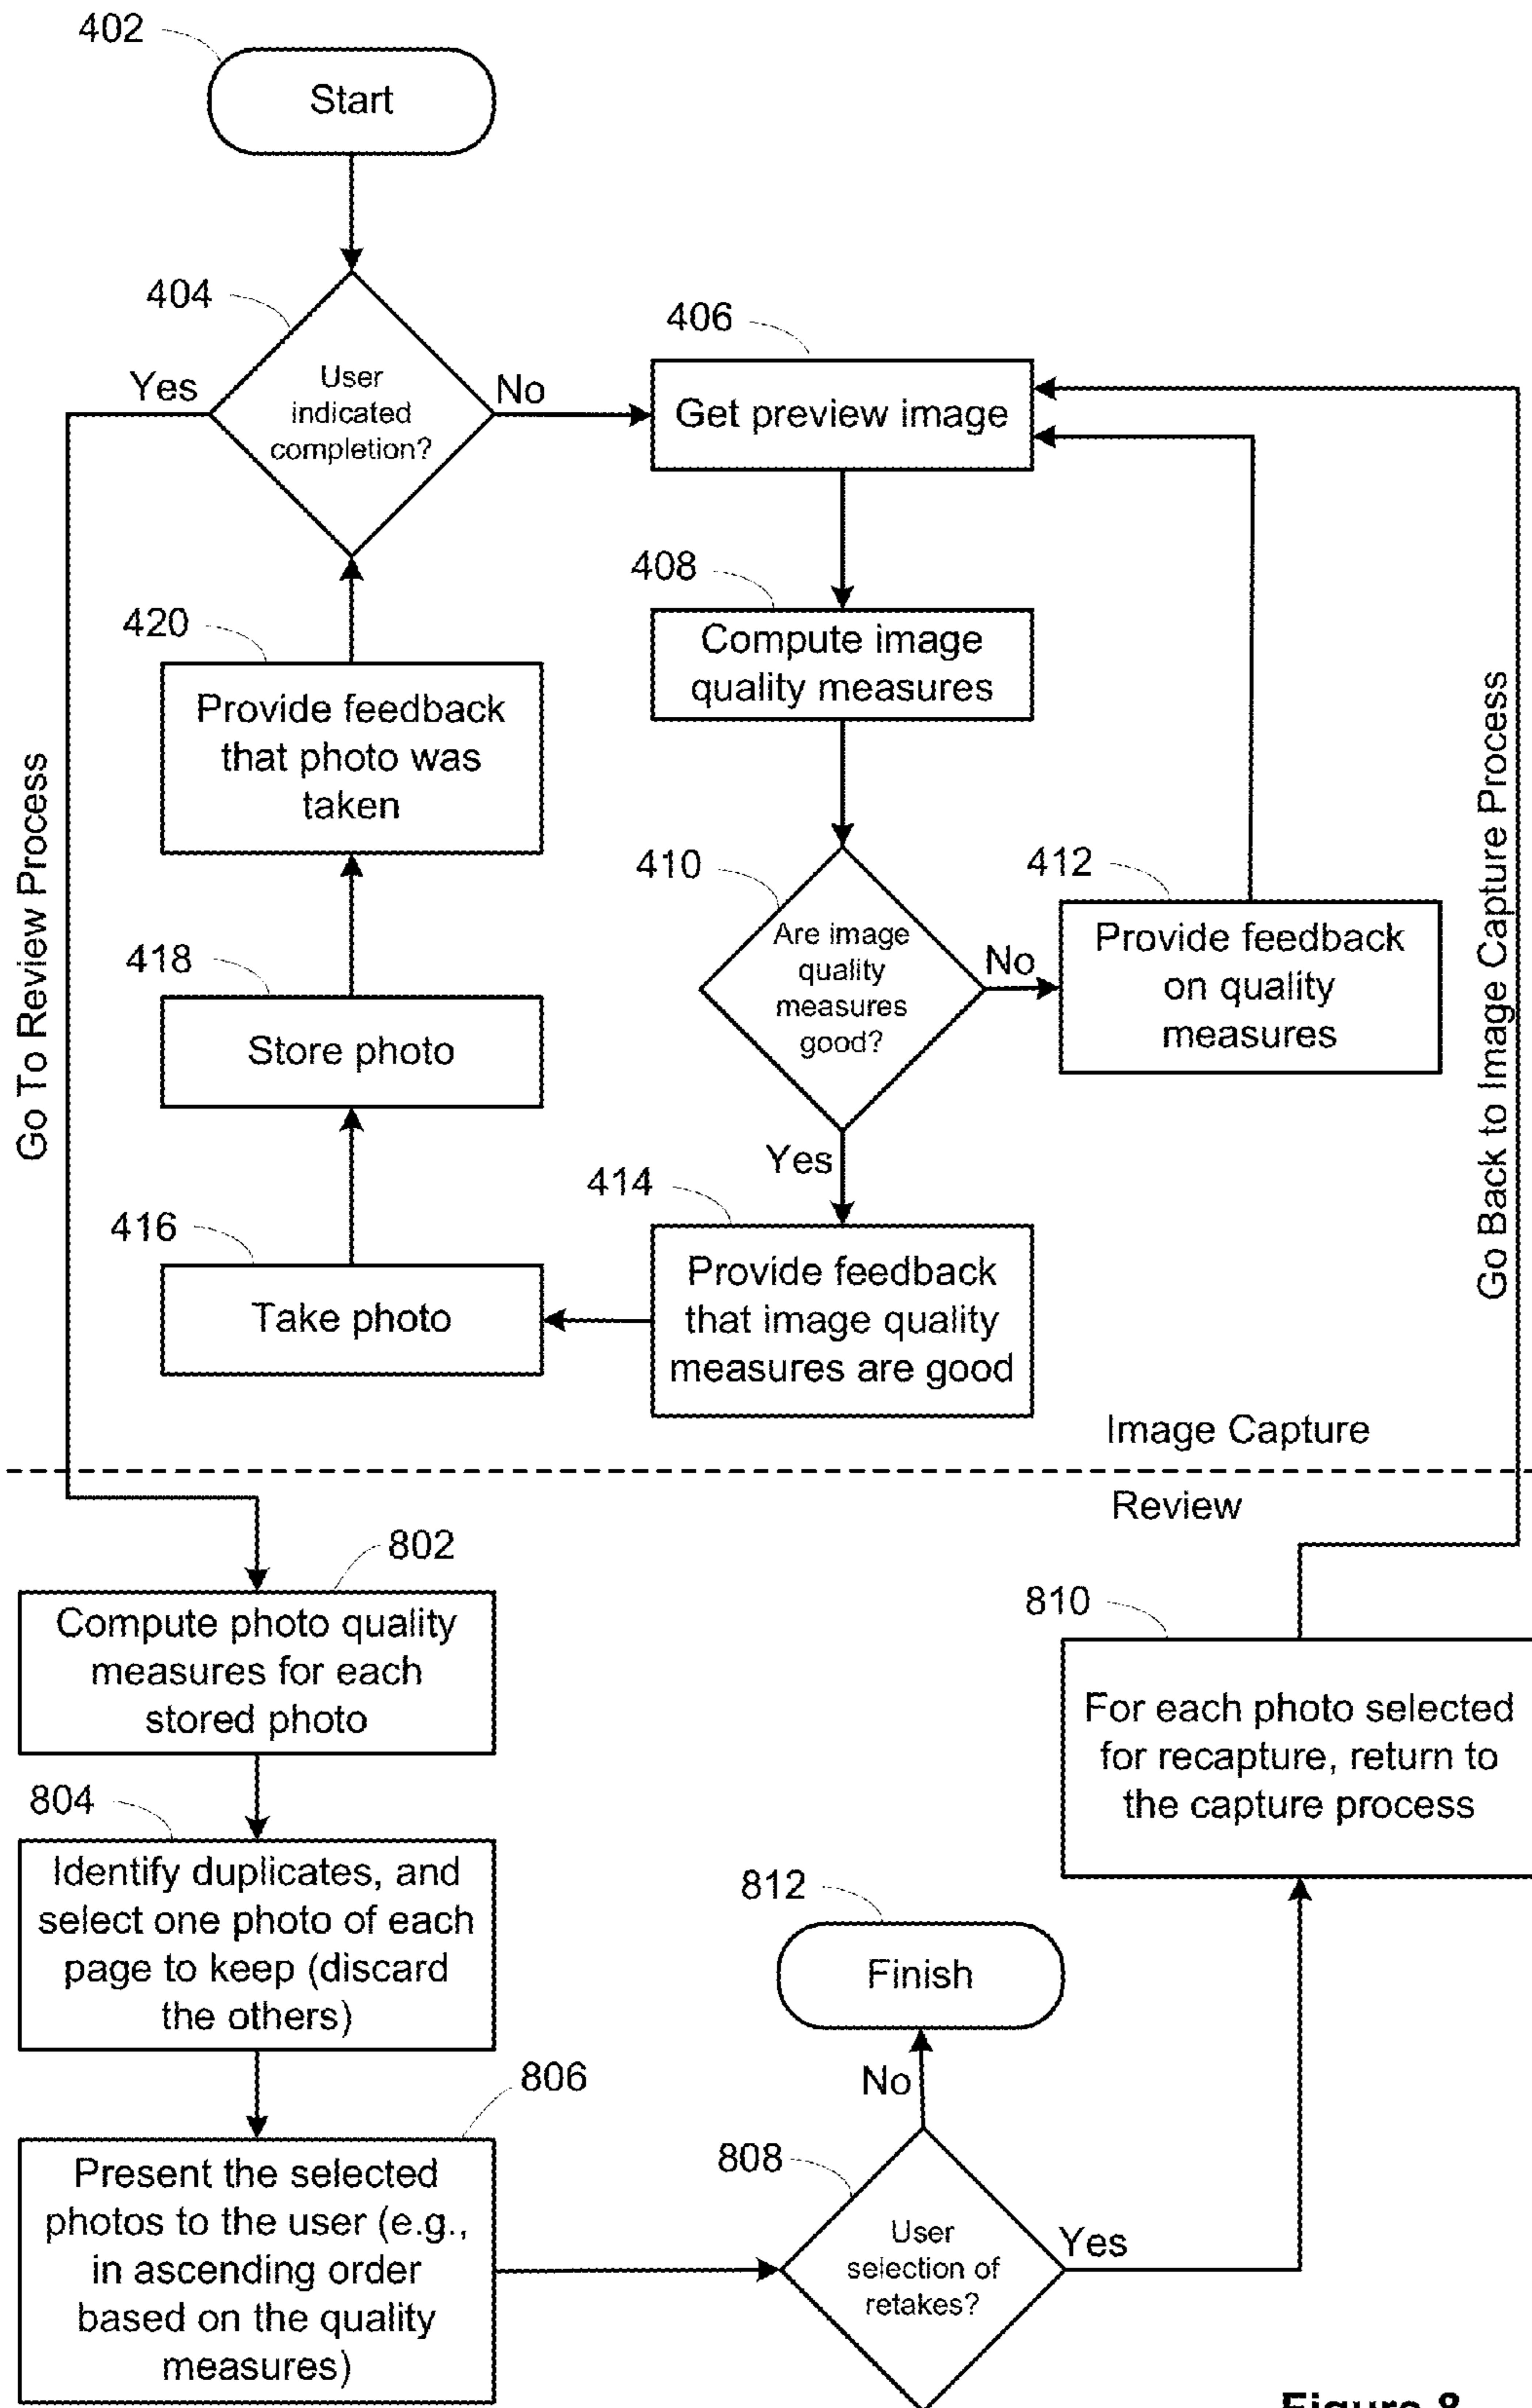 402
Start
404
User
indicated
completion?
Yes
No
406
Get preview image
408
Compute image
quality measures
420
Provide feedback
that photo was
taken
410
Are image
quality
measures
good?
No
412
Provide feedback
on quality
measures
418
Store photo
Yes
414
Provide feedback
that image quality
measures are good
416
Take photo
Go To Review Process
Go Back to Image Capture Process
Image Capture
Review
802
Compute photo quality
measures for each
stored photo
804
Identify duplicates, and
select one photo of each
page to keep (discard
the others)
806
Present the selected
photos to the user (e.g.,
in ascending order
based on the quality
measures)
808
User
selection of
retakes?
No
Yes
812
Finish
810
For each photo selected
for recapture, return to
the capture process
Figure 8